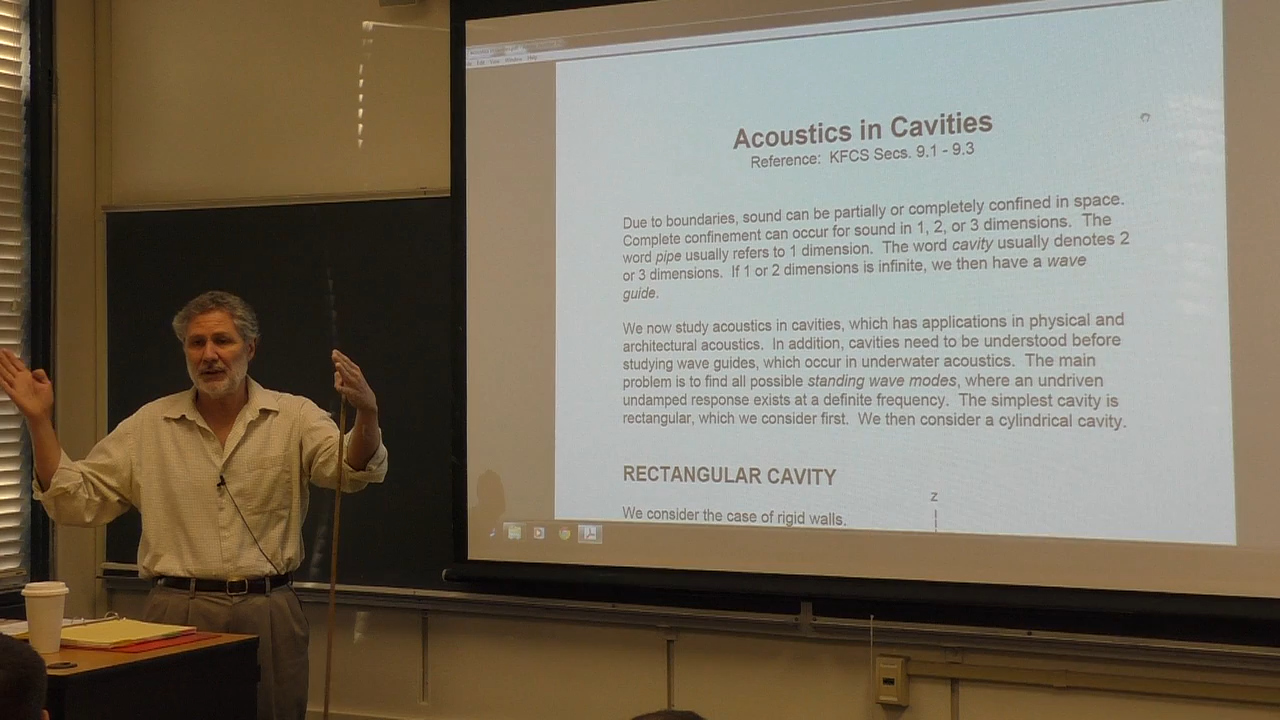 Edit View Window Help
Acoustics in Cavities
Reference: KFCS Secs. 9.1 - 9.3
Due to boundaries, sound can be partially or completely confined in space.
Complete confinement can occur for sound in 1, 2, or 3 dimensions. The
word pipe usually refers to 1 dimension. The word cavity usually denotes 2
or 3 dimensions. If 1 or 2 dimensions is infinite, we then have a wave
guide.
We now study acoustics in cavities, which has applications in physical and
architectural acoustics. In addition, cavities need to be understood before
studying wave guides, which occur in underwater acoustics. The main
problem is to find all possible standing wave modes, where an undriven
undamped response exists at a definite frequency. The simplest cavity is
rectangular, which we consider first. We then consider a cylindrical cavity.
RECTANGULAR CAVITY
z
We consider the case of rigid walls.